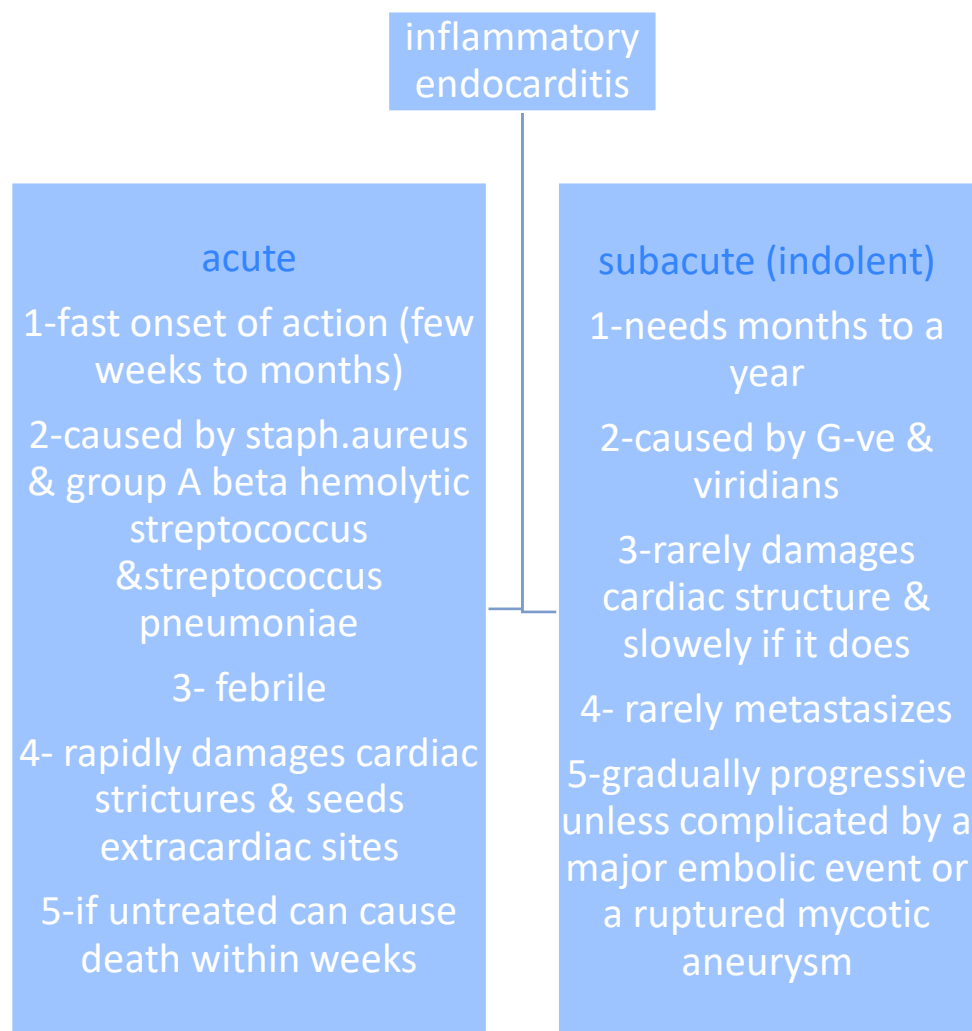 inflammatory
endocarditis
acute
1-fast onset of action (few
weeks to months)
2-caused by staph.aureus
& group A beta hemolytic
streptococcus
&streptococcus
pneumoniae
3- febrile
4- rapidly damages cardiac
strictures & seeds
extracardiac sites
5-if untreated can cause
death within weeks
subacute (indolent)
1-needs months to a
year
2-caused by G-ve &
viridians
3-rarely damages
cardiac structure &
slowely if it does
4- rarely metastasizes
5-gradually progressive
unless complicated by a
major embolic event or
a ruptured mycotic
aneurysm